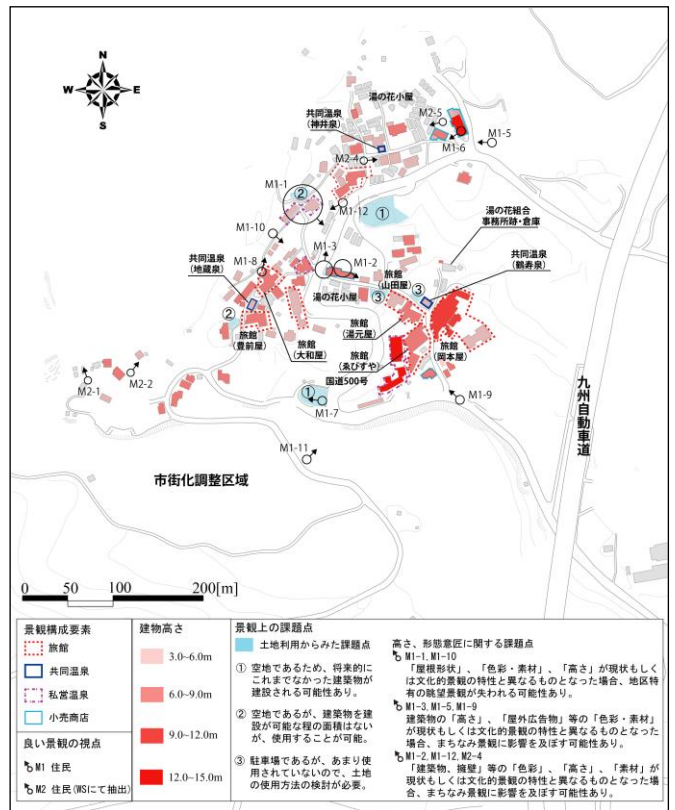 N
W E
S
湯の花小屋
共同温泉
(神井泉)
M2-5
M1-5
M1-6
M2-4
M1-1
②
①
M1-12
M1-10
湯の花組合
事務所跡・倉庫
共同温泉
(地蔵泉)
M1-8
M1-3
M1-2
共同温泉
(鶴寿泉)
旅館
(山田屋)
③
③
湯の花小屋
②
旅館
(豊前屋)
旅館
(大和屋)
旅館
(湯元屋)
旅館
(ゑびすや)
旅館
(岡本屋)
国道500号
M2-1
M2-2
①
M1-7
M1-9
M1-11
九州自動車道
市街化調整区域
0 50 100 200[m]
景観構成要素
旅館
共同温泉
私営温泉
小売商店
良い景観の視点
M1 住民
M2 住民(WSにて抽出)
建物高さ
3.0~6.0m
6.0~9.0m
9.0~12.0m
12.0~15.0m
景観上の課題点
土地利用からみた課題点
① 空地であるため、将来的に
これまでなかった建築物が
建設される可能性あり。
② 空地であるが、建築物を建
設が可能な程の面積はない
が、使用することが可能。
③ 駐車場であるが、あまり使
用されていないので、土地
の使用方法の検討が必要。
高さ、形態意匠に関する課題点
M1-1、M1-10
「屋根形状」、「色彩・素材」、「高さ」が現状もしく
は文化的景観の特性と異なるものとなった場合、地区特
有の眺望景観が失われる可能性あり。
M1-3、M1-5、M1-9
建築物の「高さ」、「屋外広告物」等の「色彩・素材」
が現状もしくは文化的景観の特性と異なるものとなった
場合、まちなみ景観に影響を及ぼす可能性あり。
M1-2、M1-12、M2-4
「建築物、擁壁」等の「色彩」、「高さ」、「素材」が
現状もしくは文化的景観の特性と異なるものとなった場
合、まちなみ景観に影響を及ぼす可能性あり。